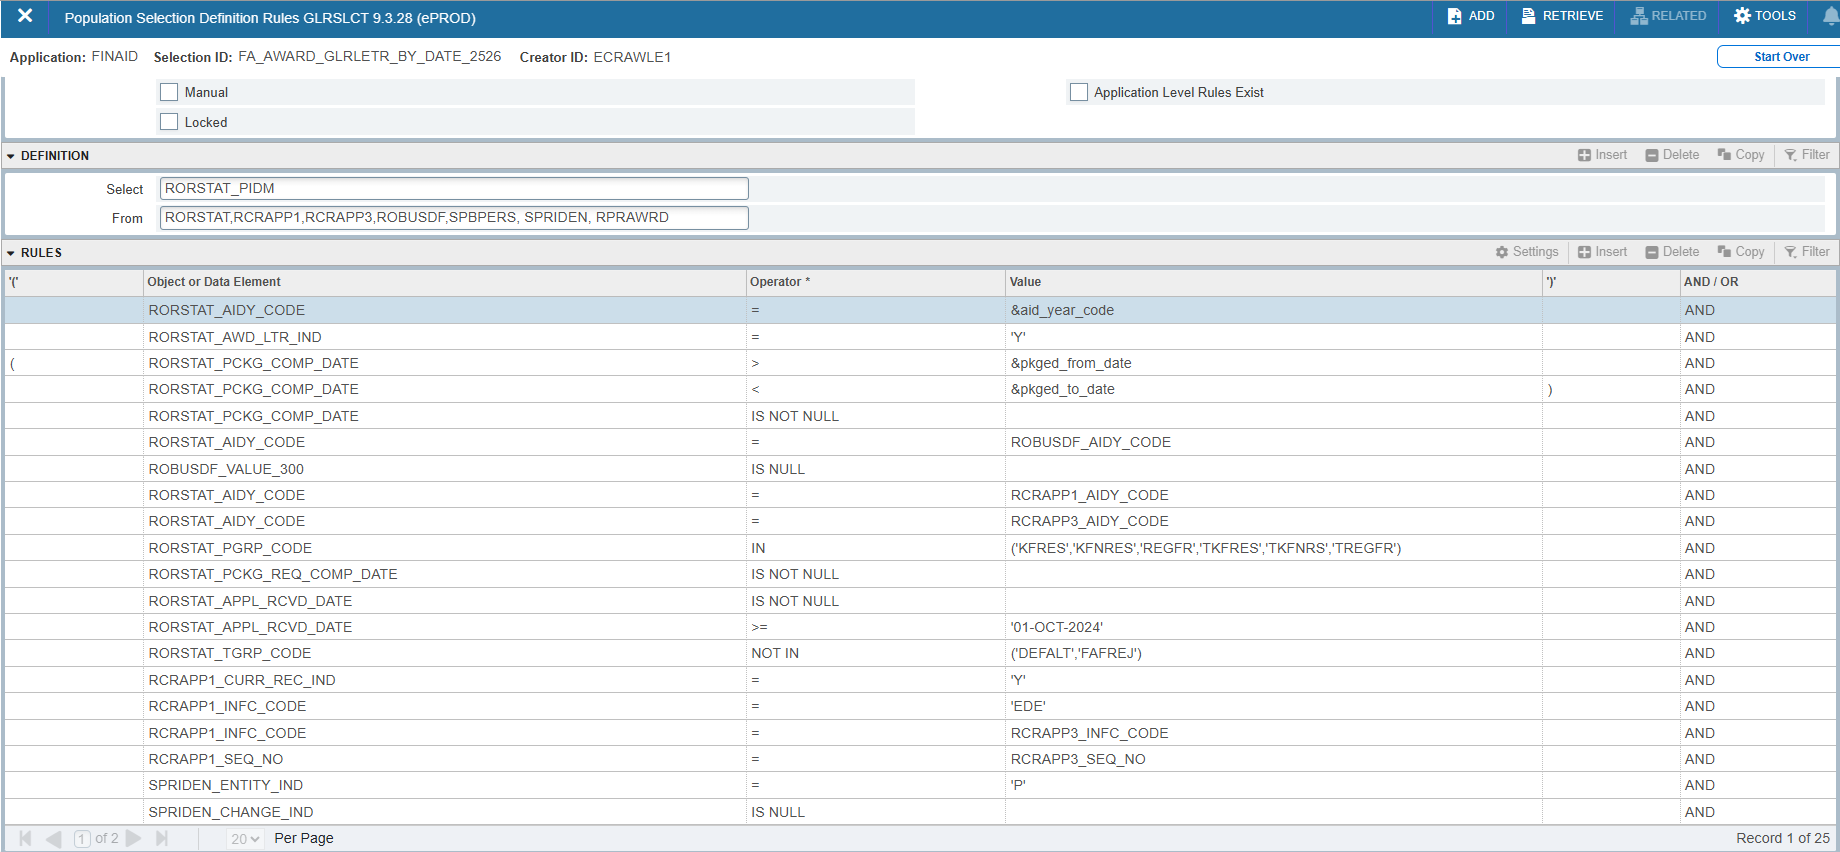 Population Selection Definition Rules GLRSLCT 9.3.28 (ePROD) ADD RETRIEVE RELATED TOOLS
Application: FINAID Selection ID: FA_AWARD_GLRLETR_BY_DATE_2526 Creator ID: ECRAWLE1 Start Over
Manual Application Level Rules Exist
Locked
DEFINITION Insert Delete Copy Filter
Select RORSTAT_PIDM
From RORSTAT,RCRAPP1,RCRAPP3,ROBUSDF,SPBPERS, SPRIDEN, RPRAWRD
RULES Settings Insert Delete Copy Filter
'(' Object or Data Element Operator * Value ')' AND / OR
RORSTAT_AIDY_CODE = &aid_year_code AND
RORSTAT_AWD_LTR_IND = 'Y' AND
( RORSTAT_PCKG_COMP_DATE > &pkged_from_date AND
RORSTAT_PCKG_COMP_DATE < &pkged_to_date ) AND
RORSTAT_PCKG_COMP_DATE IS NOT NULL AND
RORSTAT_AIDY_CODE = ROBUSDF_AIDY_CODE AND
ROBUSDF_VALUE_300 IS NULL AND
RORSTAT_AIDY_CODE = RCRAPP1_AIDY_CODE AND
RORSTAT_AIDY_CODE = RCRAPP3_AIDY_CODE AND
RORSTAT_PGRP_CODE IN ('KFRES','KFNRES','REGFR','TKFRES','TKFNRS','TREGFR') AND
RORSTAT_PCKG_REQ_COMP_DATE IS NOT NULL AND
RORSTAT_APPL_RCVD_DATE IS NOT NULL AND
RORSTAT_APPL_RCVD_DATE >= '01-OCT-2024' AND
RORSTAT_TGRP_CODE NOT IN ('DEFALT','FAFREJ') AND
RCRAPP1_CURR_REC_IND = 'Y' AND
RCRAPP1_INFC_CODE = 'EDE' AND
RCRAPP1_INFC_CODE = RCRAPP3_INFC_CODE AND
RCRAPP1_SEQ_NO = RCRAPP3_SEQ_NO AND
SPRIDEN_ENTITY_IND = 'P' AND
SPRIDEN_CHANGE_IND IS NULL AND
1 of 2 20 Per Page Record 1 of 25